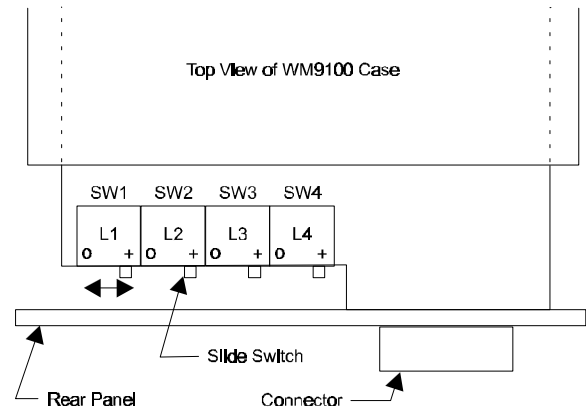 Top View of WM9100 Case
SW1 SW2 SW3 SW4
L1 L2 L3 L4
o + o + o + o +
Slide Switch
Rear Panel
Connector